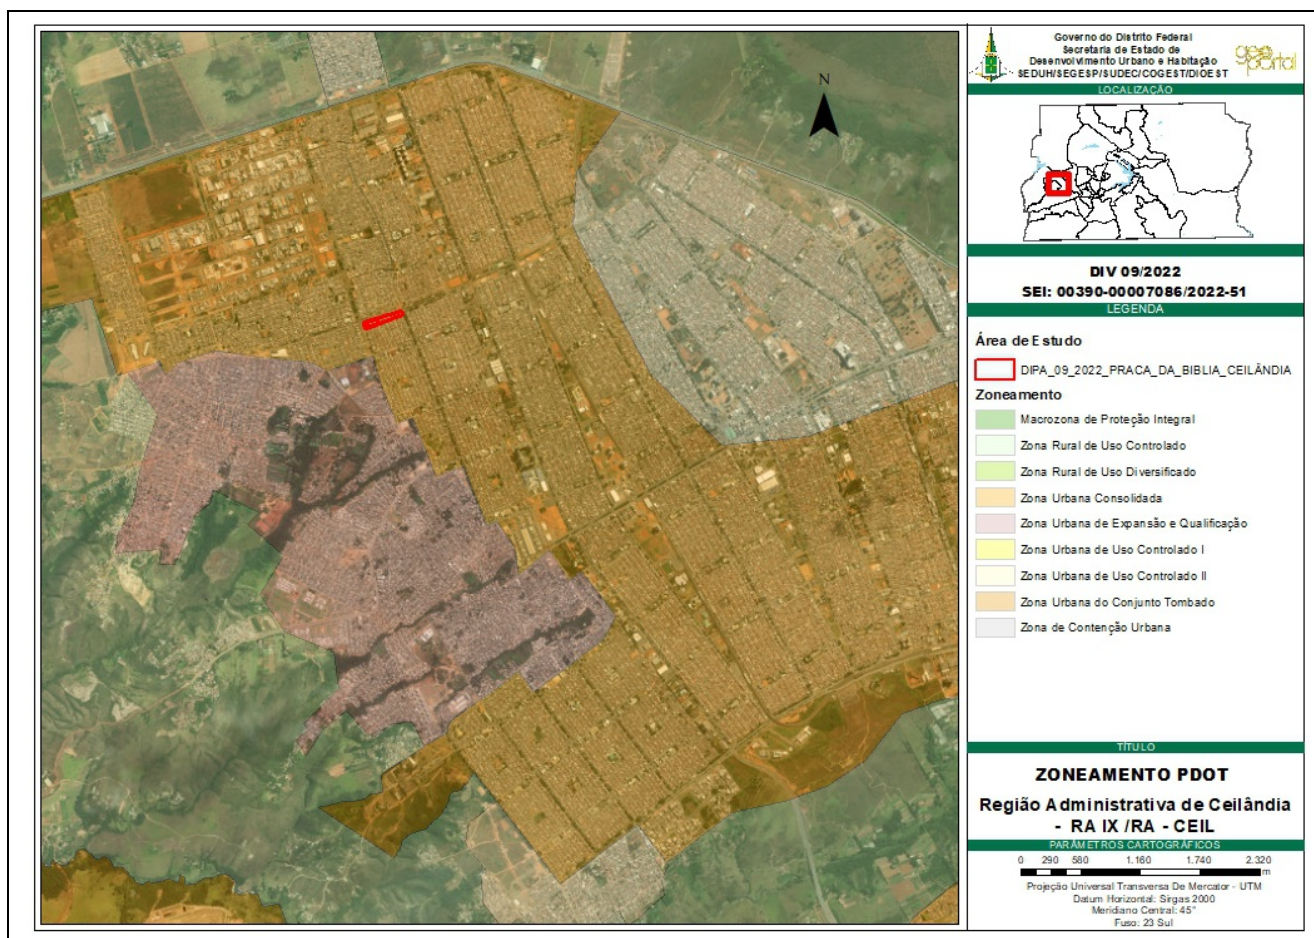 N
Governo do Distrito Federal
Secretaria de Estado de
Desenvolvimento Urbano e Habitação
SEDUH/SEGESP/SUDEC/COGEST/DIOEST
geo
portal
LOCALIZAÇÃO
DIV 09/2022
SEI: 00390-00007086/2022-51
LEGENDA
Área de Estudo
DIPA_09_2022_PRACA_DA_BIBLIA_CEILÂNDIA
Zoneamento
Macrozona de Proteção Integral
Zona Rural de Uso Controlado
Zona Rural de Uso Diversificado
Zona Urbana Consolidada
Zona Urbana de Expansão e Qualificação
Zona Urbana de Uso Controlado I
Zona Urbana de Uso Controlado II
Zona Urbana do Conjunto Tombado
Zona de Contenção Urbana
TÍTULO
ZONEAMENTO PDOT
Região Administrativa de Ceilândia
- RA IX /RA - CEIL
PARÂMETROS CARTOGRÁFICOS
0 290 580 1.160 1.740 2.320
m
Projeção Universal Transversa De Mercator - UTM
Datum Horizontal: Sirgas 2000
Meridiano Central: 45°
Fuso: 23 Sul